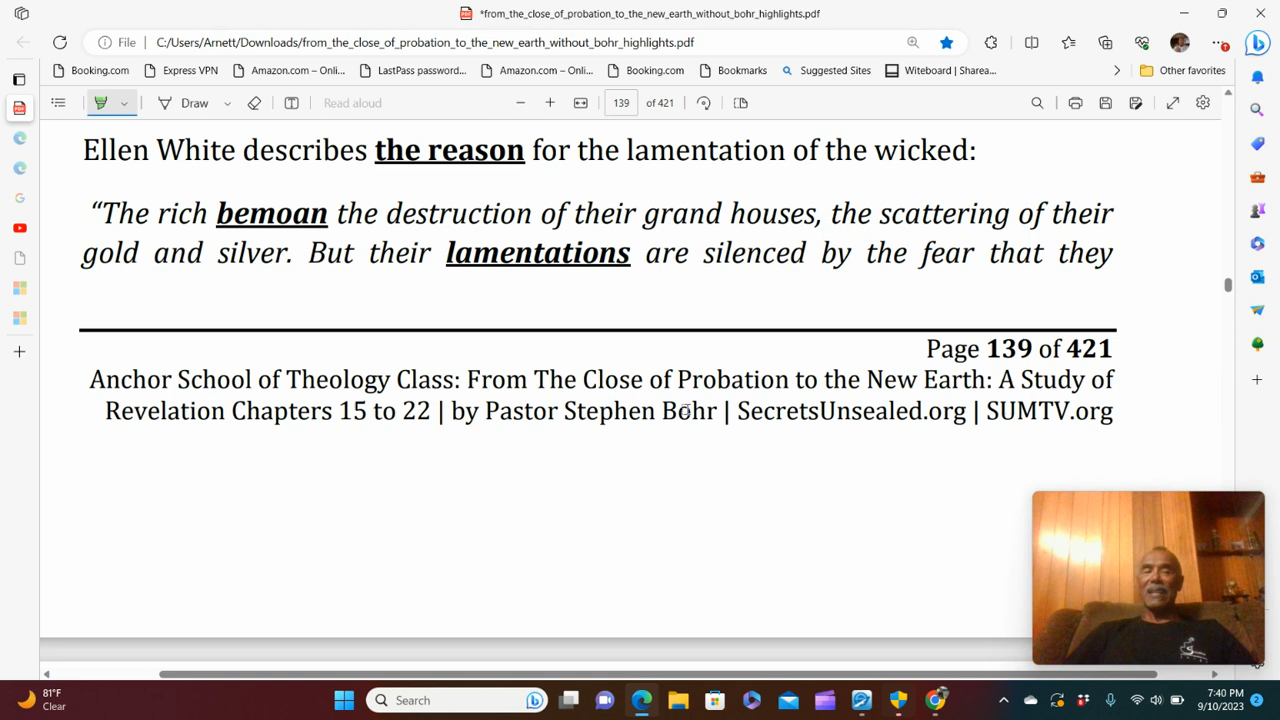 *from_the_close_of_probation_to_the_new_earth_without_bohr_highlights.pdf
File C:/Users/Arnett/Downloads/from_the_close_of_probation_to_the_new_earth_without_bohr_highlights.pdf
Booking.com Express VPN Amazon.com – Onli... LastPass password... Amazon.com – Onlin... Booking.com Bookmarks Suggested Sites Witeboard | Sharea... Other favorites
Draw Read aloud 139 of 421
Ellen White describes the reason for the lamentation of the wicked:
“The rich bemoan the destruction of their grand houses, the scattering of their
gold and silver. But their lamentations are silenced by the fear that they
Page 139 of 421
Anchor School of Theology Class: From The Close of Probation to the New Earth: A Study of
Revelation Chapters 15 to 22 | by Pastor Stephen Bohr | SecretsUnsealed.org | SUMTV.org
81°F
Clear
Search
7:40 PM
9/10/2023
2